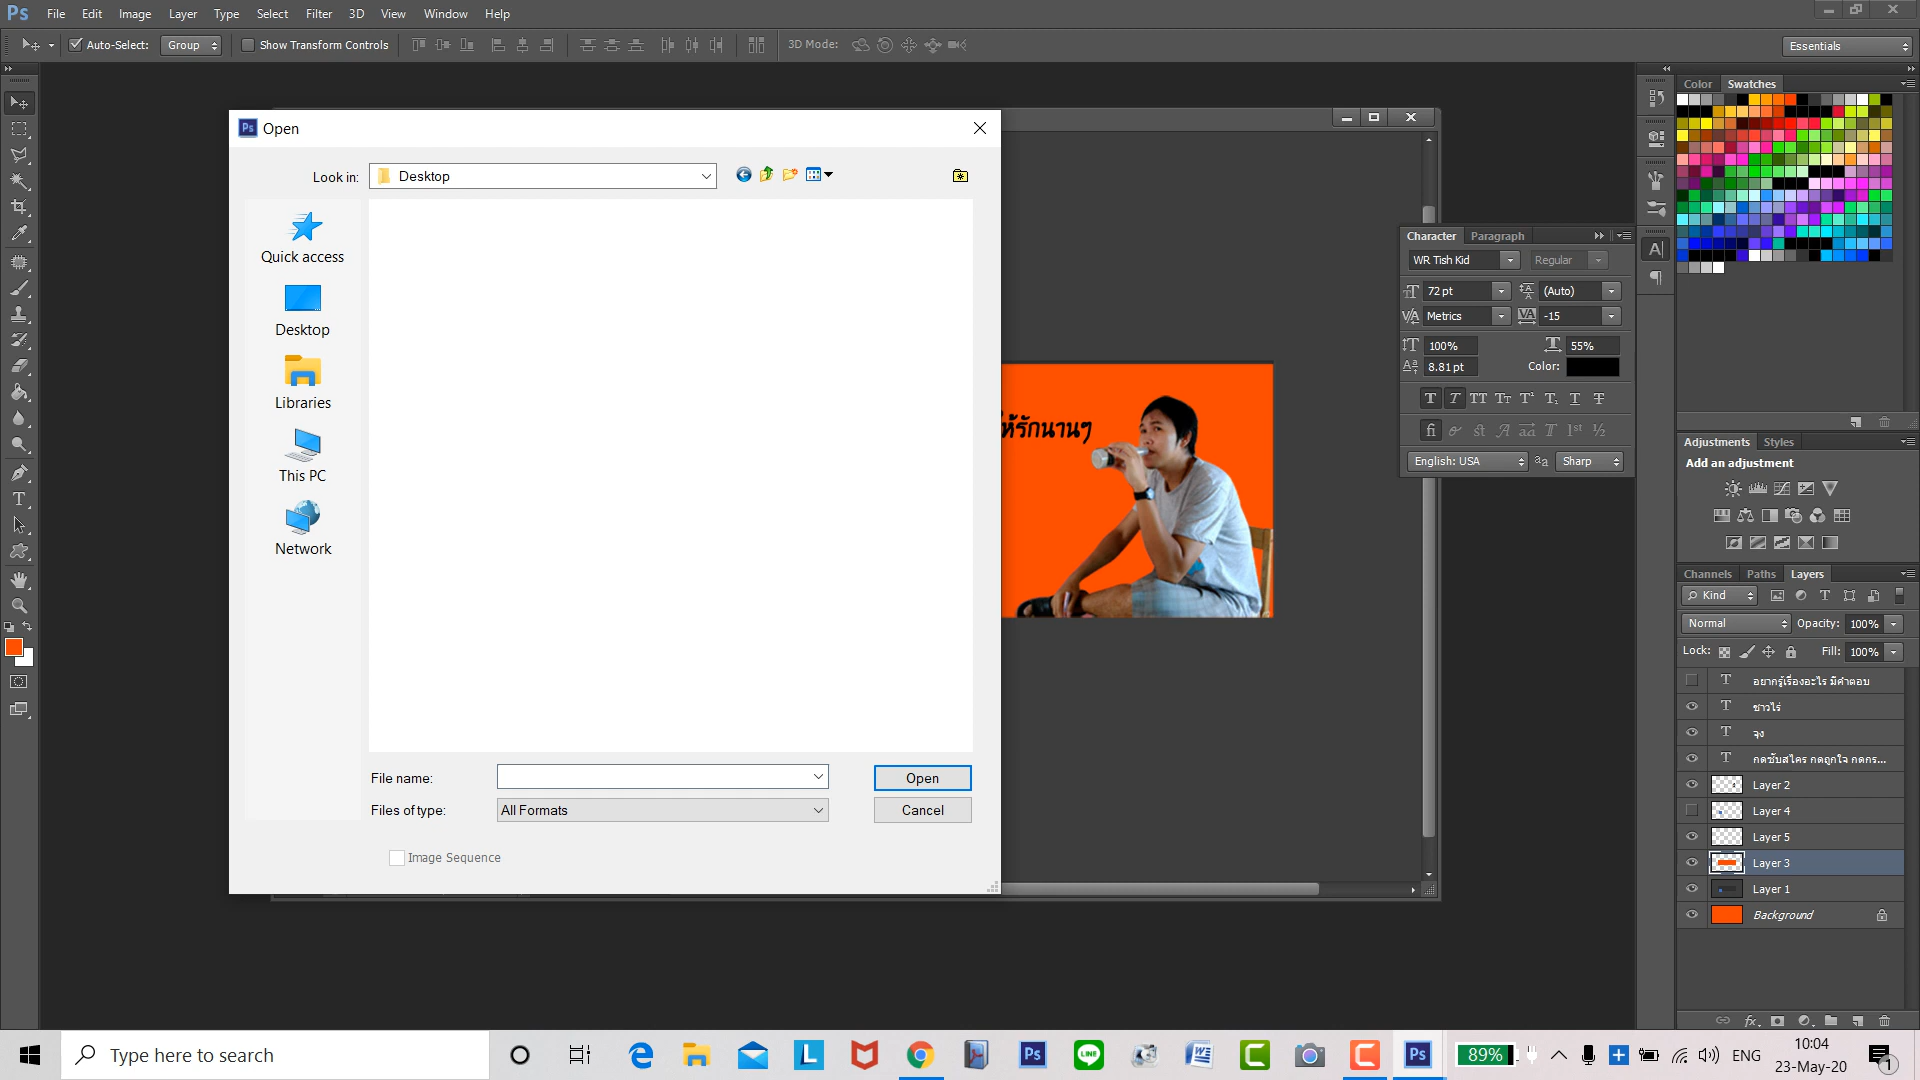 Ps File Edit Image Layer Type Select Filter 3D View Window Help
Auto-Select: Group Show Transform Controls 3D Mode: Essentials
Color Swatches
Open
Look in: Desktop
Quick access
Desktop
Libraries
This PC
Network
File name: Open
Files of type: All Formats Cancel
Image Sequence
ห้รักนานๆ
Character Paragraph
WR Tish Kid Regular
72 pt (Auto)
Metrics -15
100% 55%
8.81 pt Color:
English: USA Sharp
Adjustments Styles
Add an adjustment
Channels Paths Layers
Kind
Normal Opacity: 100%
Lock: Fill: 100%
อยากรู้เรื่องอะไร มีคำตอบ
ชาวไร่
จุง
กดซับสไคร กดถูกใจ กดกร...
Layer 2
Layer 4
Layer 5
Layer 3
Layer 1
Background
Type here to search
89% ENG
10:04
23-May-20
1